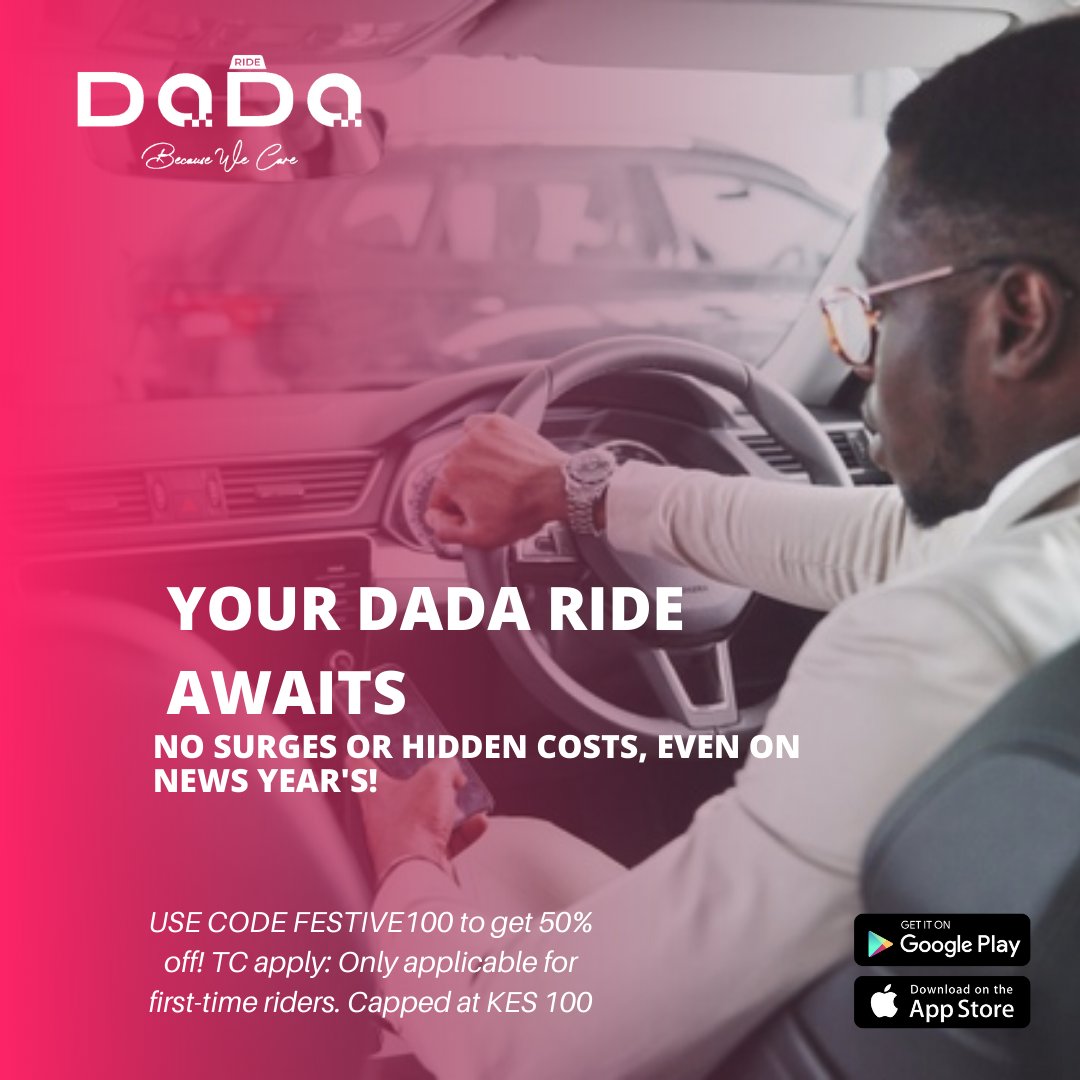 RIDE
DaDa
Because We Care
YOUR DADA RIDE
AWAITS
NO SURGES OR HIDDEN COSTS, EVEN ON
NEWS YEAR'S!
USE CODE FESTIVE100 to get 50%
off! TC apply: Only applicable for
first-time riders. Capped at KES 100
GET IT ON
Google Play
Download on the
App Store